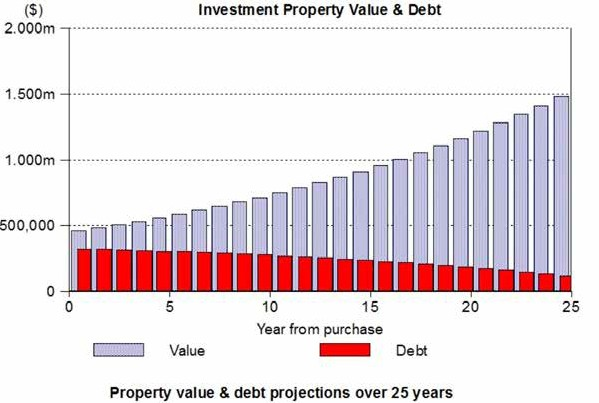 ($)
Investment Property Value & Debt
2.000m
1.500m
1.000m
500,000
0
0 5 10 15 20 25
Year from purchase
Value Debt
Property value & debt projections over 25 years